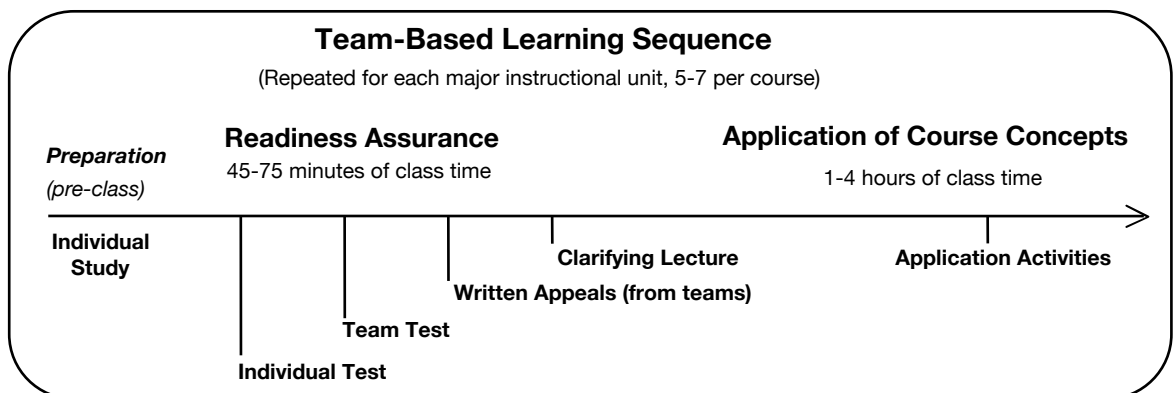 Team-Based Learning Sequence
(Repeated for each major instructional unit, 5-7 per course)
Preparation
(pre-class)
Readiness Assurance
45-75 minutes of class time
Application of Course Concepts
1-4 hours of class time
Individual
Study
Individual Test
Team Test
Written Appeals (from teams)
Clarifying Lecture
Application Activities